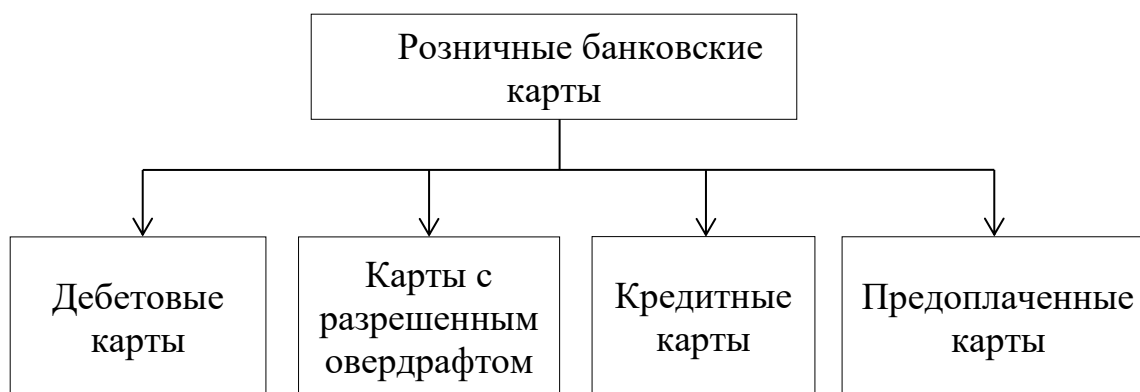 Розничные банковские
карты
Дебетовые
карты
Карты с
разрешенным
овердрафтом
Кредитные
карты
Предоплаченные
карты